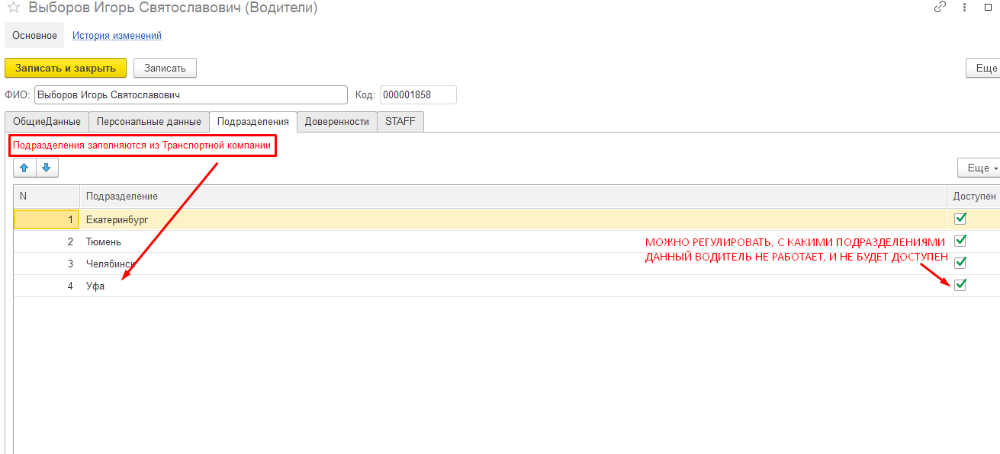 Выборов Игорь Святославович (Водители)
Основное История изменений
Записать и закрыть Записать Еще
ФИО: Выборов Игорь Святославович Код: 000001858
ОбщиеДанные Персональные данные Подразделения Доверенности STAFF
Подразделения заполняются из Транспортной компании
Еще
N Подразделение Доступен
1 Екатеринбург
2 Тюмень
МОЖНО РЕГУЛИРОВАТЬ, С КАКИМИ ПОДРАЗДЕЛЕНИЯМИ
ДАННЫЙ ВОДИТЕЛЬ НЕ РАБОТАЕТ, И НЕ БУДЕТ ДОСТУПЕН
3 Челябинск
4 Уфа